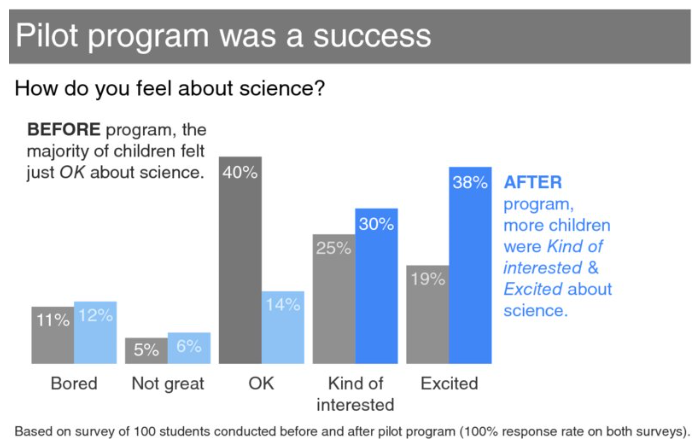 Pilot program was a success
How do you feel about science?
BEFORE program, the
majority of children felt
just OK about science.
40%
38%
AFTER
program,
more children
were Kind of
interested &
Excited about
science.
30%
25%
19%
14%
11%
12%
5%
6%
Bored
Not great
OK
Kind of
interested
Excited
Based on survey of 100 students conducted before and after pilot program (100% response rate on both surveys).